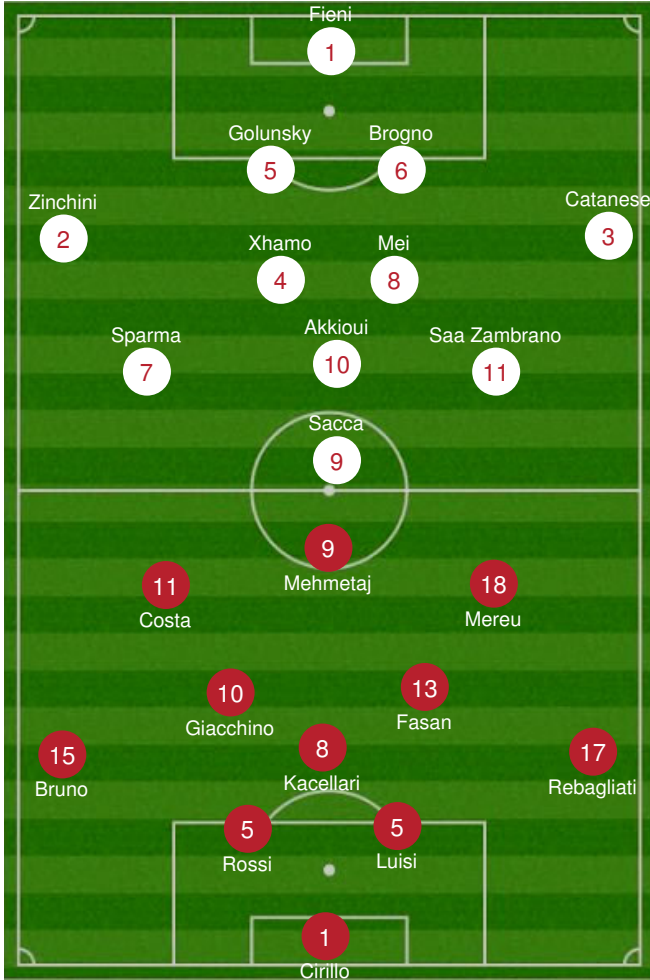 Fieni
1
Golunsky
Brogno
5
6
Zinchini
Catanese
2
3
Xhamo
Mei
4
8
Akkioui
Sparma
Saa Zambrano
10
7
11
Sacca
9
9
Mehmetaj
11
18
Costa
Mereu
10
13
Giacchino
Fasan
8
15
17
Kacellari
Bruno
Rebagliati
5
5
Rossi
Luisi
1
Cirillo